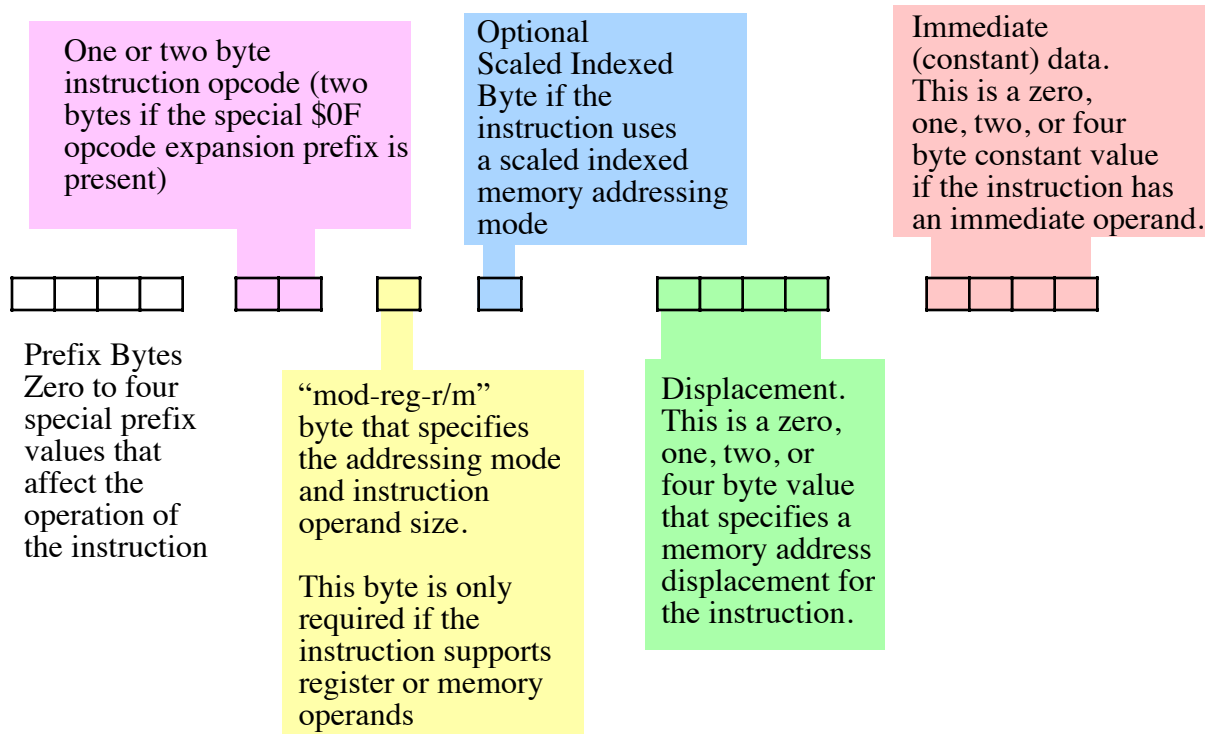 One or two byte
instruction opcode (two
bytes if the special $0F
opcode expansion prefix is
present)
Optional
Scaled Indexed
Byte if the
instruction uses
a scaled indexed
memory addressing
mode
Immediate
(constant) data.
This is a zero,
one, two, or four
byte constant value
if the instruction has
an immediate operand.
Prefix Bytes
Zero to four
special prefix
values that
affect the
operation of
the instruction
“mod-reg-r/m”
byte that specifies
the addressing mode
and instruction
operand size.
This byte is only
required if the
instruction supports
register or memory
operands
Displacement.
This is a zero,
one, two, or
four byte value
that specifies a
memory address
displacement for
the instruction.